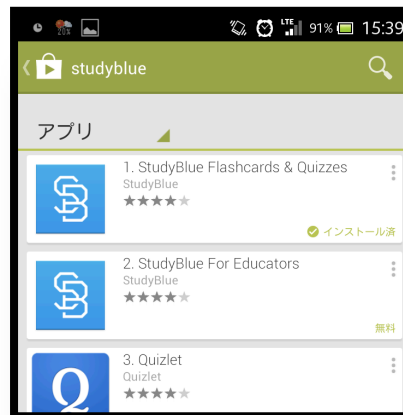 LTE 91% 15:39
20%
studyblue
アプリ
1. StudyBlue Flashcards & Quizzes
StudyBlue
インストール済
2. StudyBlue For Educators
StudyBlue
無料
3. Quizlet
Quizlet